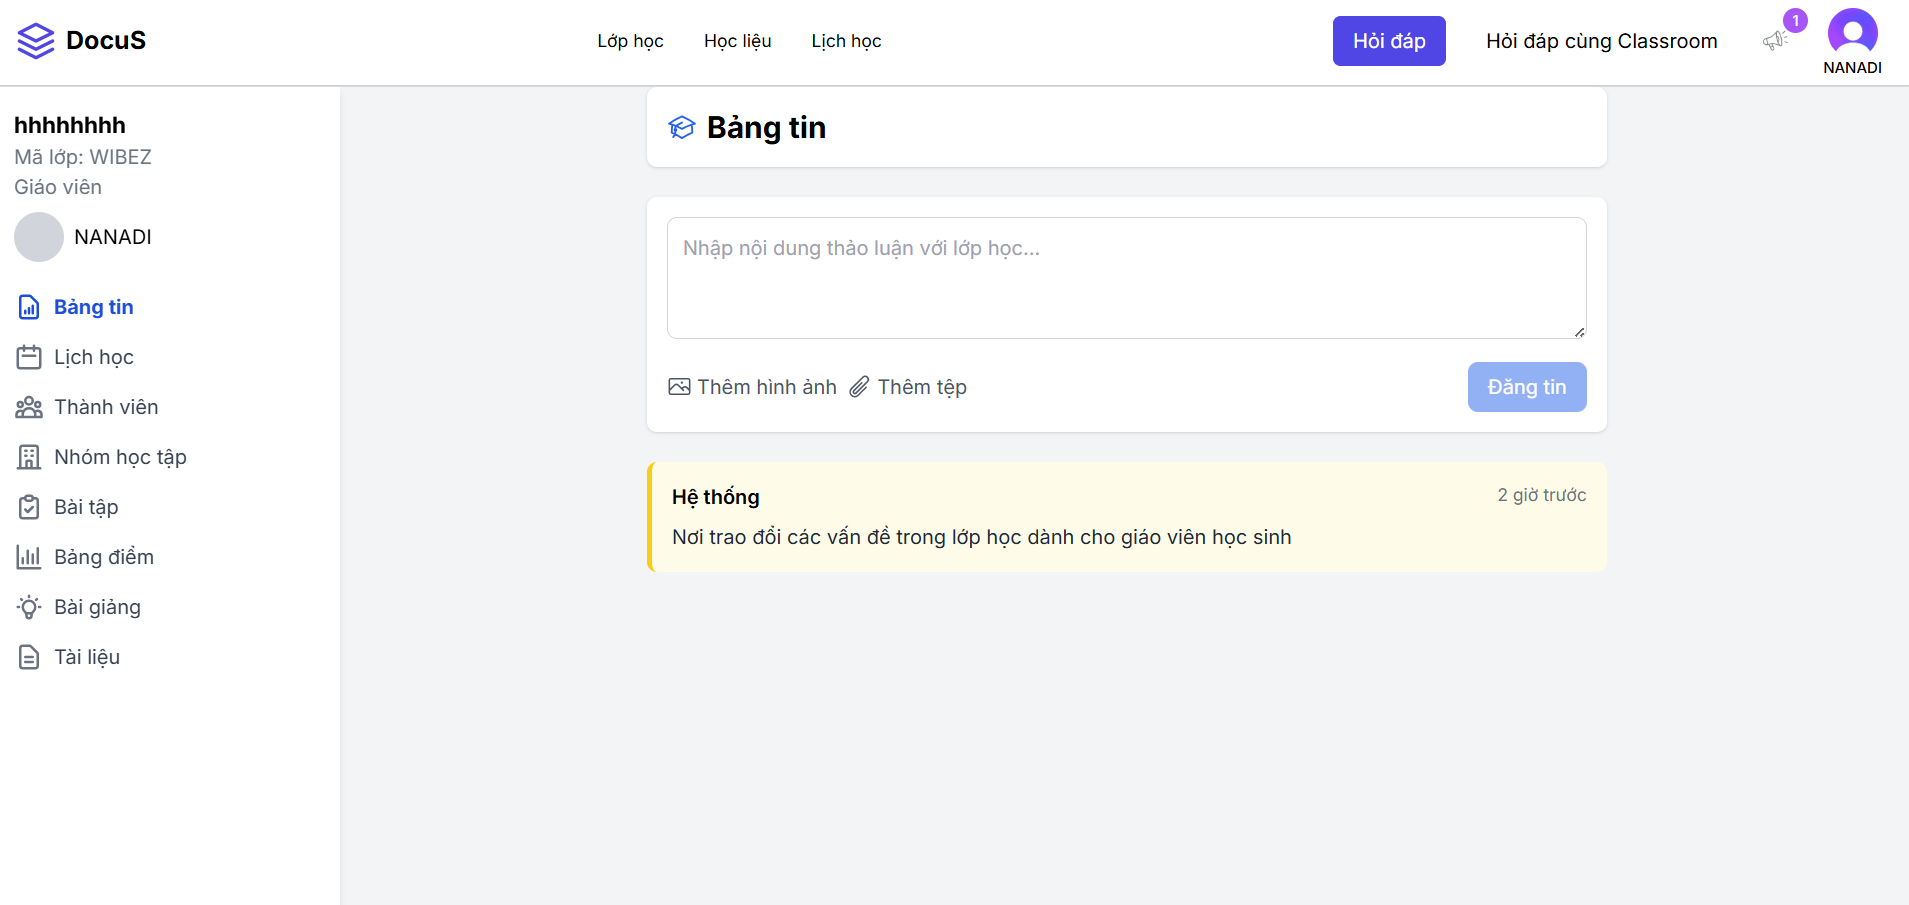 DocuS
Lớp học
Học liệu
Lịch học
Hỏi đáp
Hỏi đáp cùng Classroom
1
NANADI
hhhhhhhh
Mã lớp: WIBEZ
Giáo viên
NANADI
Bảng tin
Lịch học
Thành viên
Nhóm học tập
Bài tập
Bảng điểm
Bài giảng
Tài liệu
Bảng tin
Nhập nội dung thảo luận với lớp học...
Thêm hình ảnh
Thêm tệp
Đăng tin
Hệ thống
2 giờ trước
Nơi trao đổi các vấn đề trong lớp học dành cho giáo viên học sinh